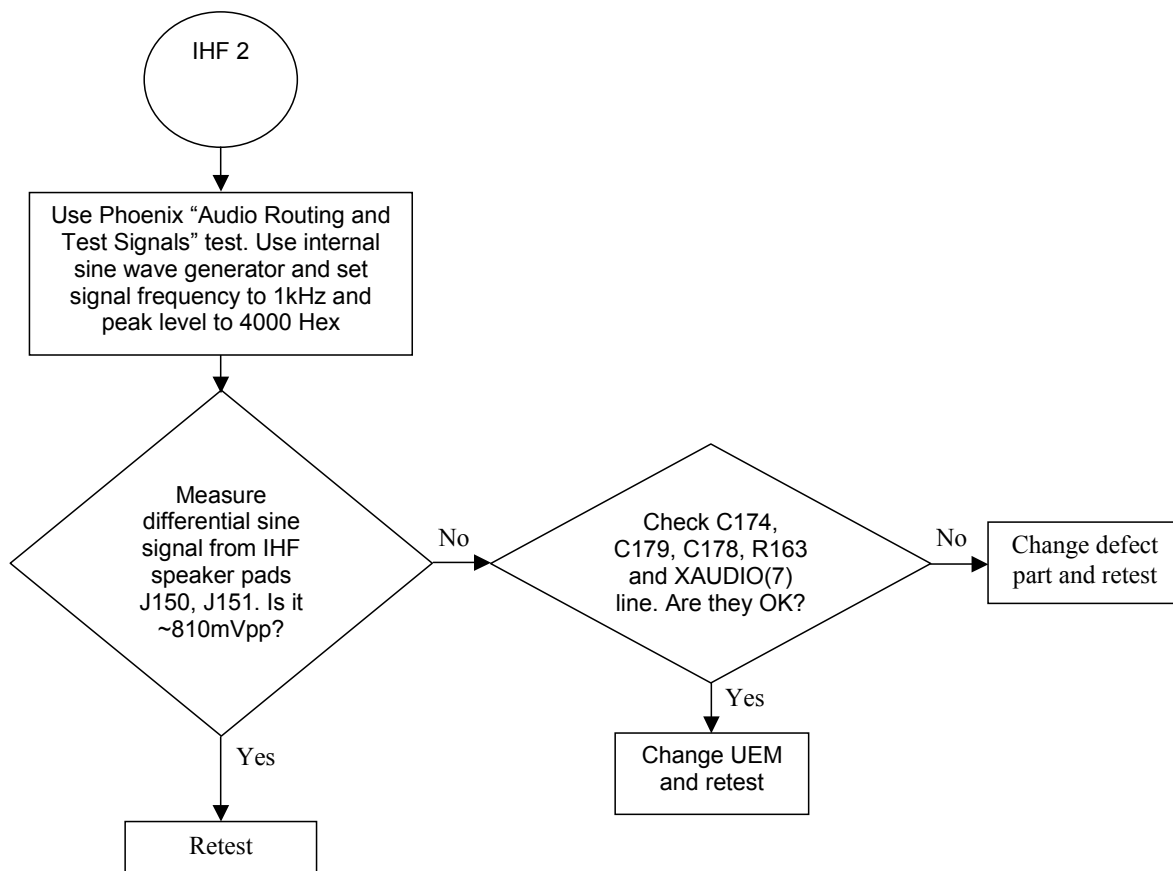 IHF 2
Use Phoenix “Audio Routing and
Test Signals” test. Use internal
sine wave generator and set
signal frequency to 1kHz and
peak level to 4000 Hex
Measure
differential sine
signal from IHF
speaker pads
J150, J151. Is it
~810mVpp?
No
Check C174,
C179, C178, R163
and XAUDIO(7)
line. Are they OK?
No
Change defect
part and retest
Yes
Change UEM
and retest
Yes
Retest